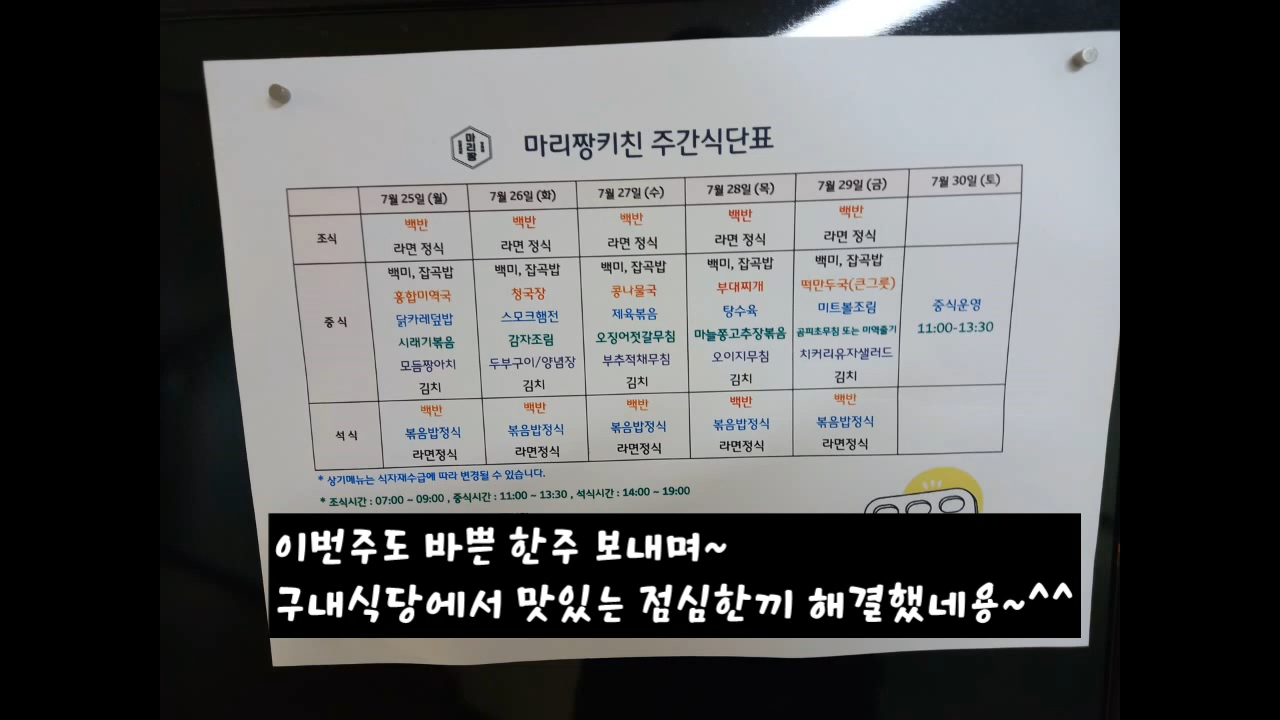 마리짱
마리짱키친 주간식단표
7월 25일 (월) 7월 26일 (화) 7월 27일 (수) 7월 28일 (목) 7월 29일 (금) 7월 30일 (토)
조식
백반 백반 백반 백반 백반
라면 정식 라면 정식 라면 정식 라면 정식 라면 정식
중식
백미, 잡곡밥 백미, 잡곡밥 백미, 잡곡밥 백미, 잡곡밥 백미, 잡곡밥
홍합미역국 청국장 콩나물국 부대찌개 떡만두국(큰그릇)
닭카레덮밥 스모크햄전 제육볶음 탕수육 미트볼조림 중식운영
시래기볶음 감자조림 오징어젓갈무침 마늘쫑고추장볶음 곰피초무침 또는 미역줄기 11:00-13:30
모듬짱아치 두부구이/양념장 부추적채무침 오이지무침 치커리유자샐러드
김치 김치 김치 김치 김치
석식
백반 백반 백반 백반 백반
볶음밥정식 볶음밥정식 볶음밥정식 볶음밥정식 볶음밥정식
라면정식 라면정식 라면정식 라면정식 라면정식
* 상기메뉴는 식자재수급에 따라 변경될 수 있습니다.
* 조식시간 : 07:00 ~ 09:00 , 중식시간 : 11:00 ~ 13:30 , 석식시간 : 14:00 ~ 19:00
이번주도 바쁜 한주 보내며~
구내식당에서 맛있는 점심한끼 해결했네용~^^